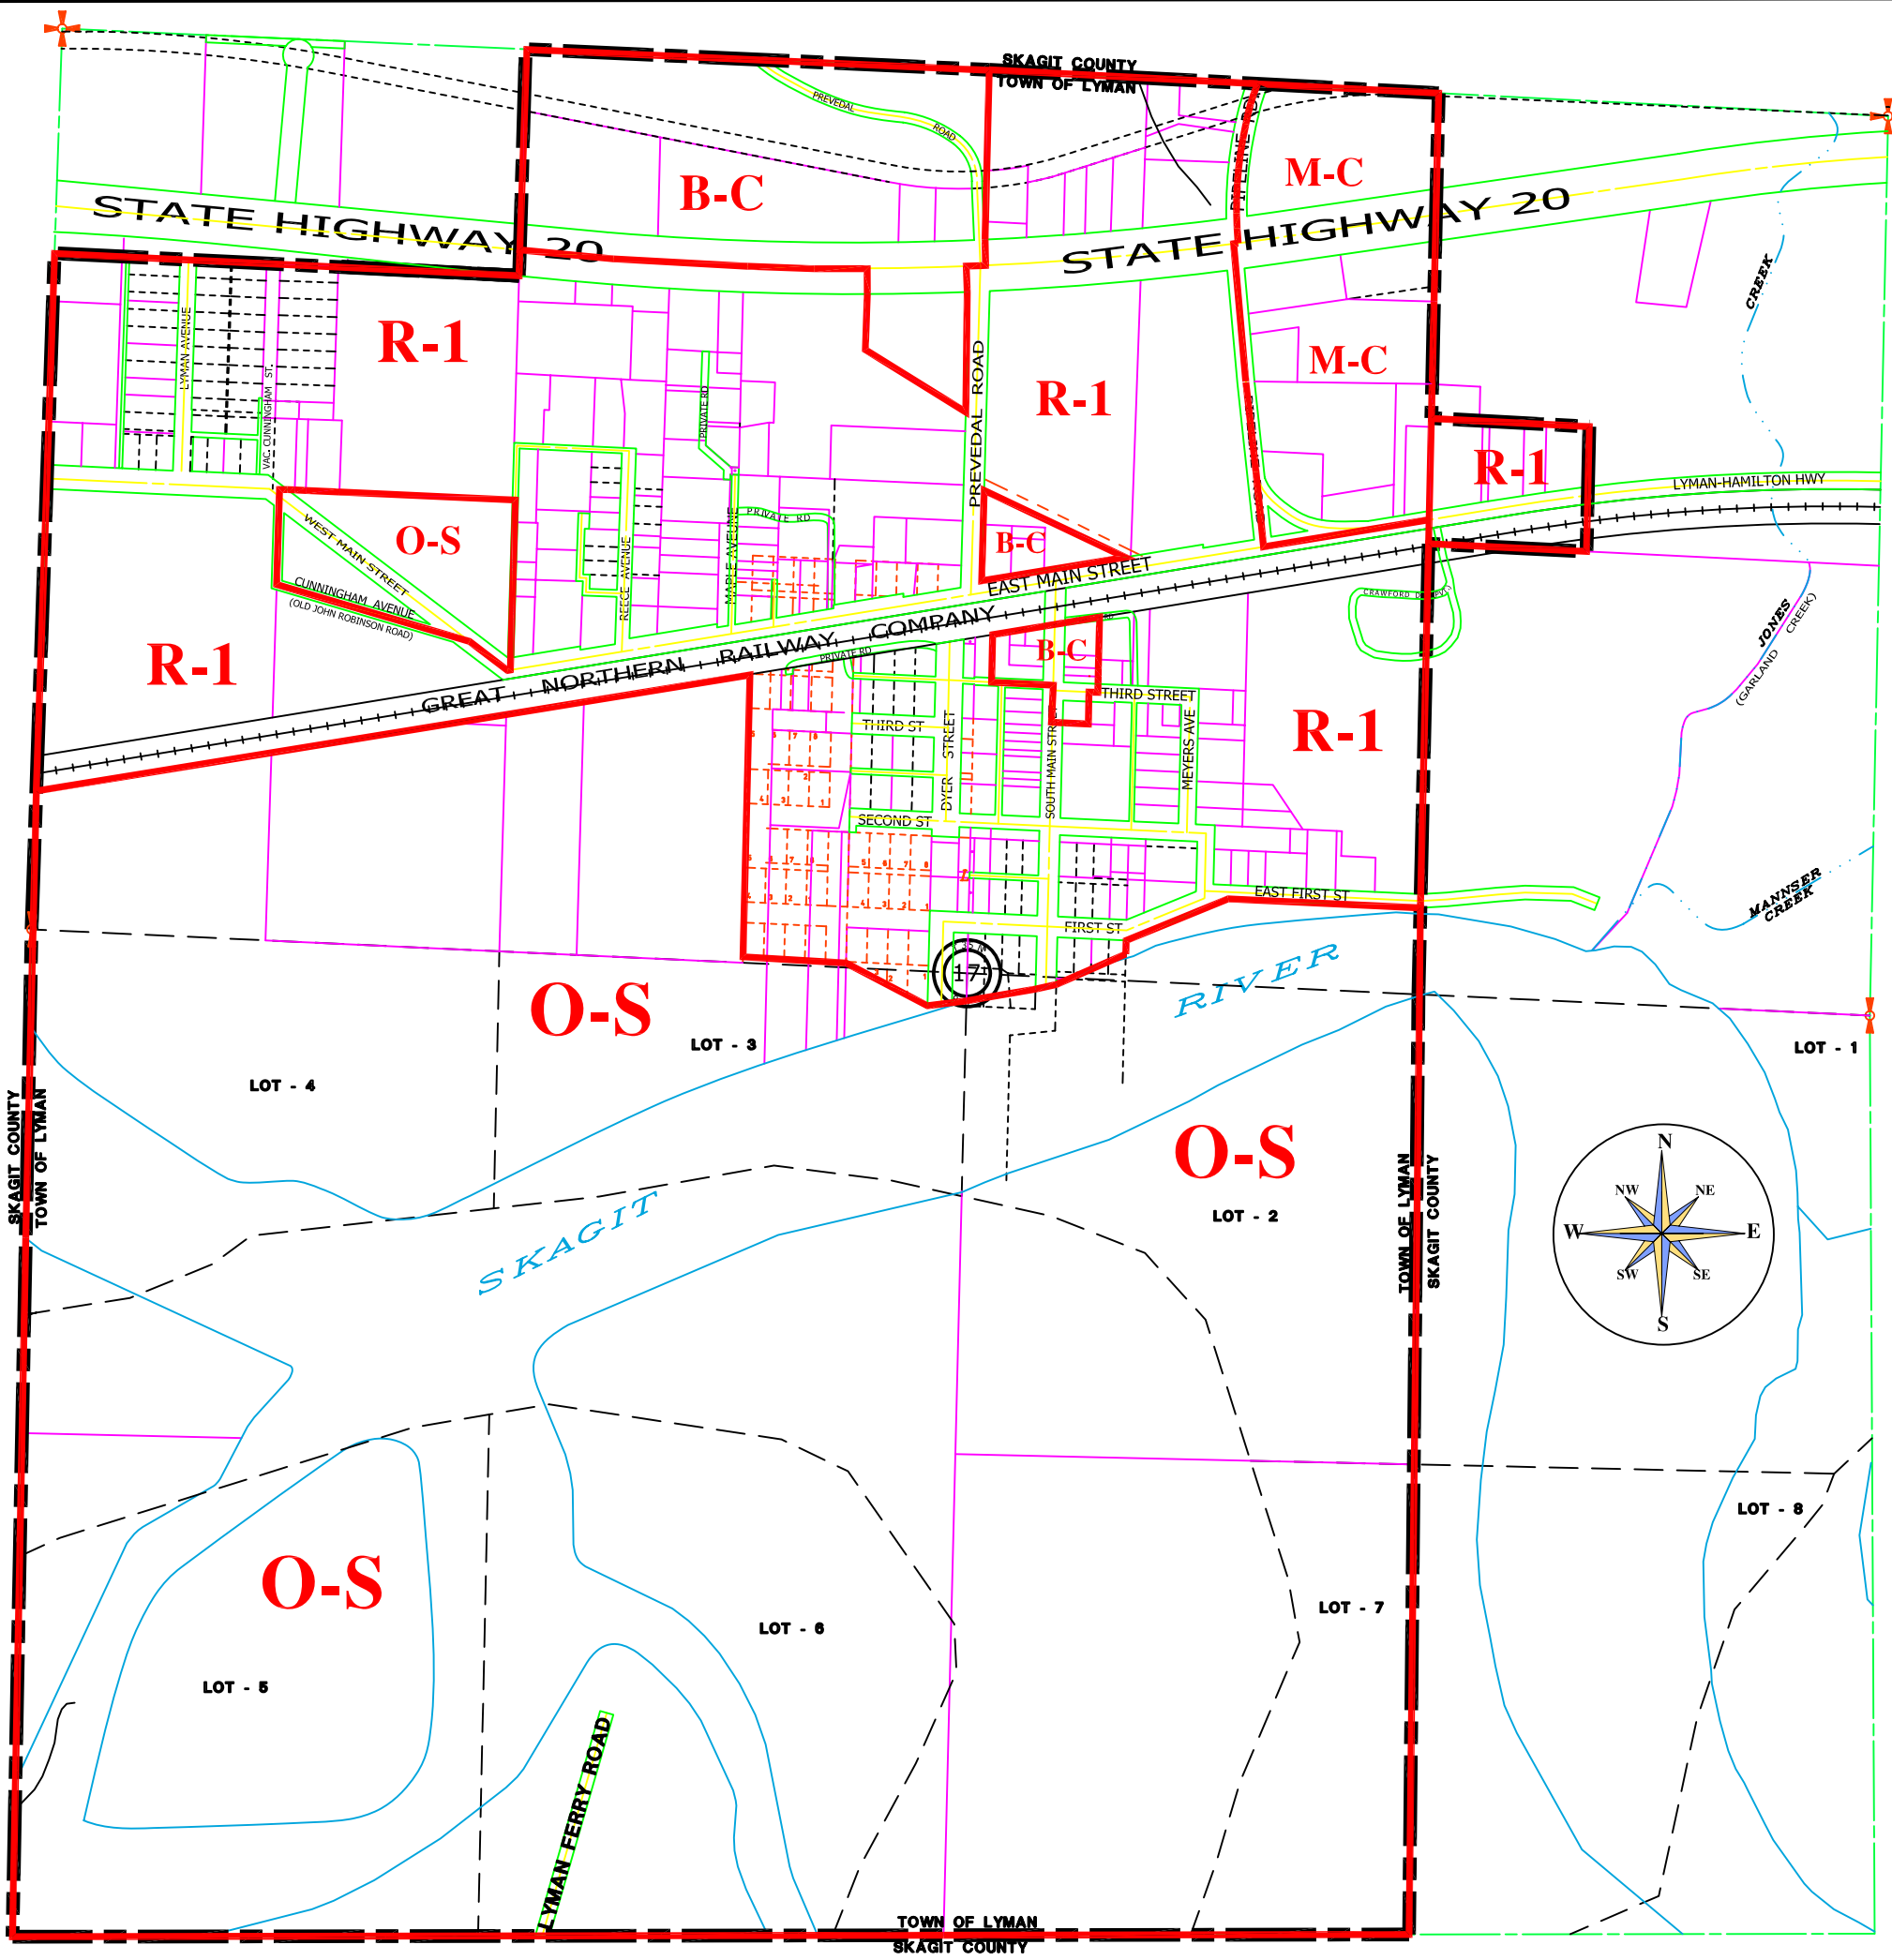 SKAGIT COUNTY
TOWN OF LYMAN
PREVEDAL
ROAD
PIPELINE RD.
B-C
M-C
STATE HIGHWAY 20
STATE HIGHWAY 20
CREEK
R-1
LYMAN AVENUE
VAC. CUNNINGHAM ST.
PRIVATE RD
PREVEDAL ROAD
R-1
M-C
R-1
LYMAN-HAMILTON HWY
WEST MAIN STREET
O-S
CUNNINGHAM AVENUE
(OLD JOHN ROBINSON ROAD)
REECE AVENUE
PRIVATE RD
B-C
EAST MAIN STREET
JONES
(GARLAND CREEK)
R-1
GREAT NORTHERN RAILWAY COMPANY
PRIVATE RD
B-C
THIRD STREET
THIRD ST
DYER STREET
SOUTH MAIN STREET
MEYERS AVE
R-1
SECOND ST
EAST FIRST ST
FIRST ST
MANNSER
CREEK
17
O-S
RIVER
LOT - 3
LOT - 4
LOT - 1
SKAGIT COUNTY
TOWN OF LYMAN
SKAGIT
O-S
LOT - 2
TOWN OF LYMAN
SKAGIT COUNTY
N
NW
NE
W
E
SW
SE
S
LOT - 8
O-S
LOT - 7
LOT - 6
LOT - 5
LYMAN FERRY ROAD
TOWN OF LYMAN
SKAGIT COUNTY